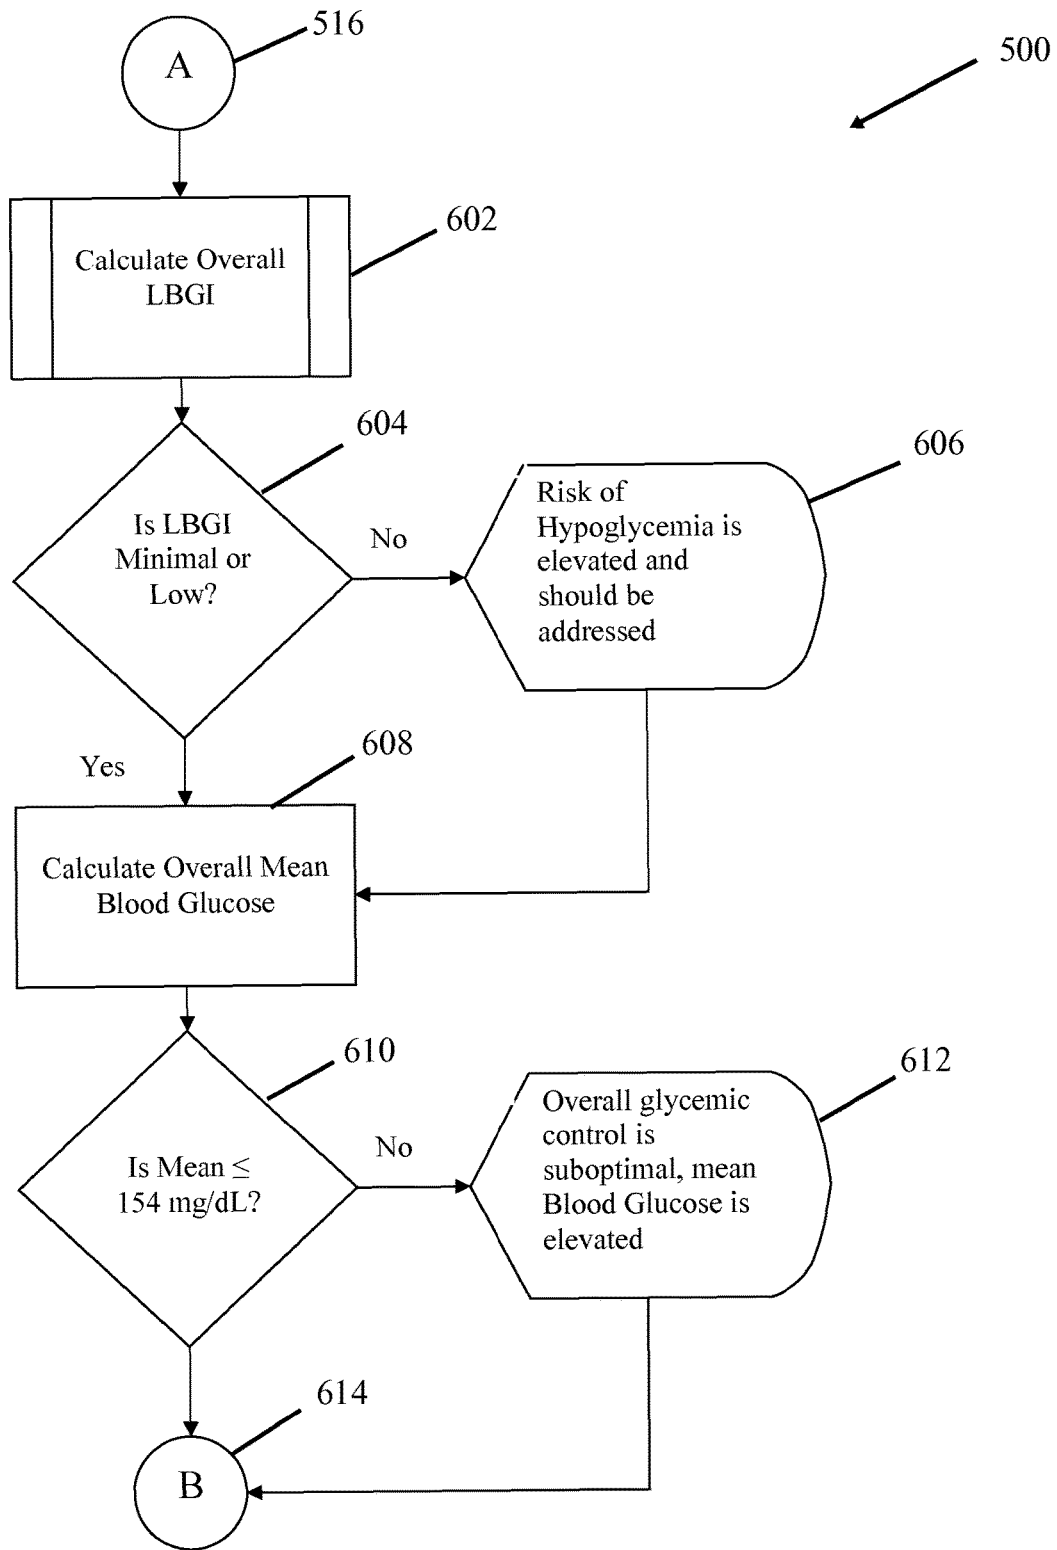 516
A
500
602
Calculate Overall
LBGI
604
606
Is LBGI
Minimal or
Low?
No
Risk of
Hypoglycemia is
elevated and
should be
addressed
608
Yes
Calculate Overall Mean
Blood Glucose
610
612
Is Mean ≤
154 mg/dL?
No
Overall glycemic
control is
suboptimal, mean
Blood Glucose is
elevated
614
B